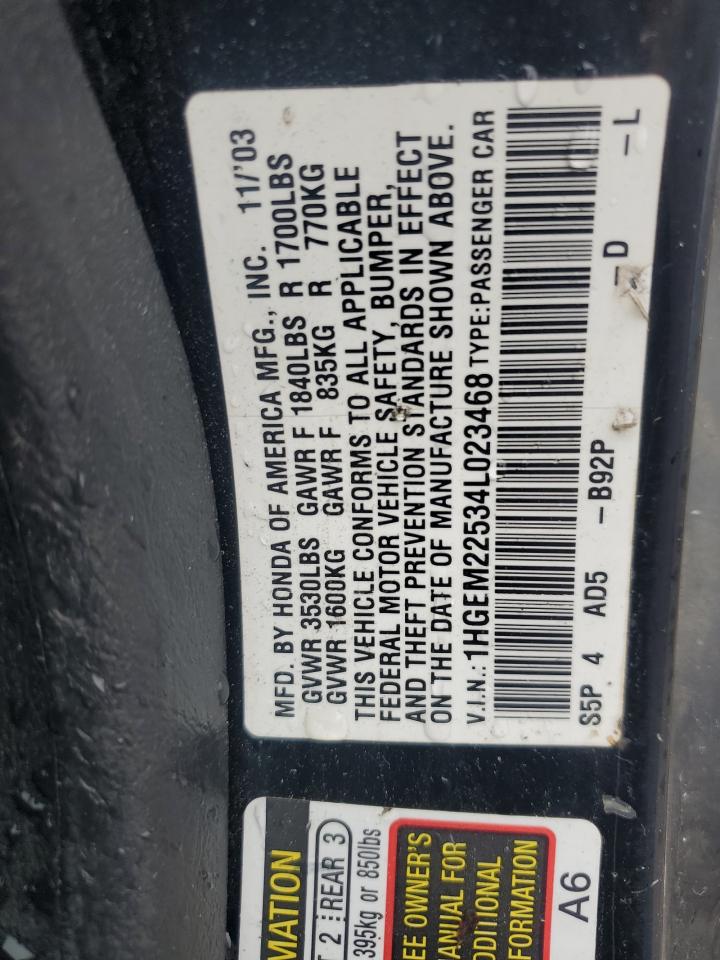 MFD. BY HONDA OF AMERICA MFG., INC. 11/'03
GVWR 3530LBS GAWR F 1840LBS R 1700LBS
GVWR 1600KG GAWR F 835KG R 770KG
THIS VEHICLE CONFORMS TO ALL APPLICABLE
FEDERAL MOTOR VEHICLE SAFETY, BUMPER,
AND THEFT PREVENTION STANDARDS IN EFFECT
ON THE DATE OF MANUFACTURE SHOWN ABOVE.
V.I.N.: 1HGEM22534L023468 TYPE:PASSENGER CAR
S5P 4 AD5 –B92P –D –L
MATION
T 2 REAR 3
395kg or 850lbs
EE OWNER'S
ANUAL FOR
DDITIONAL
FORMATION
A6